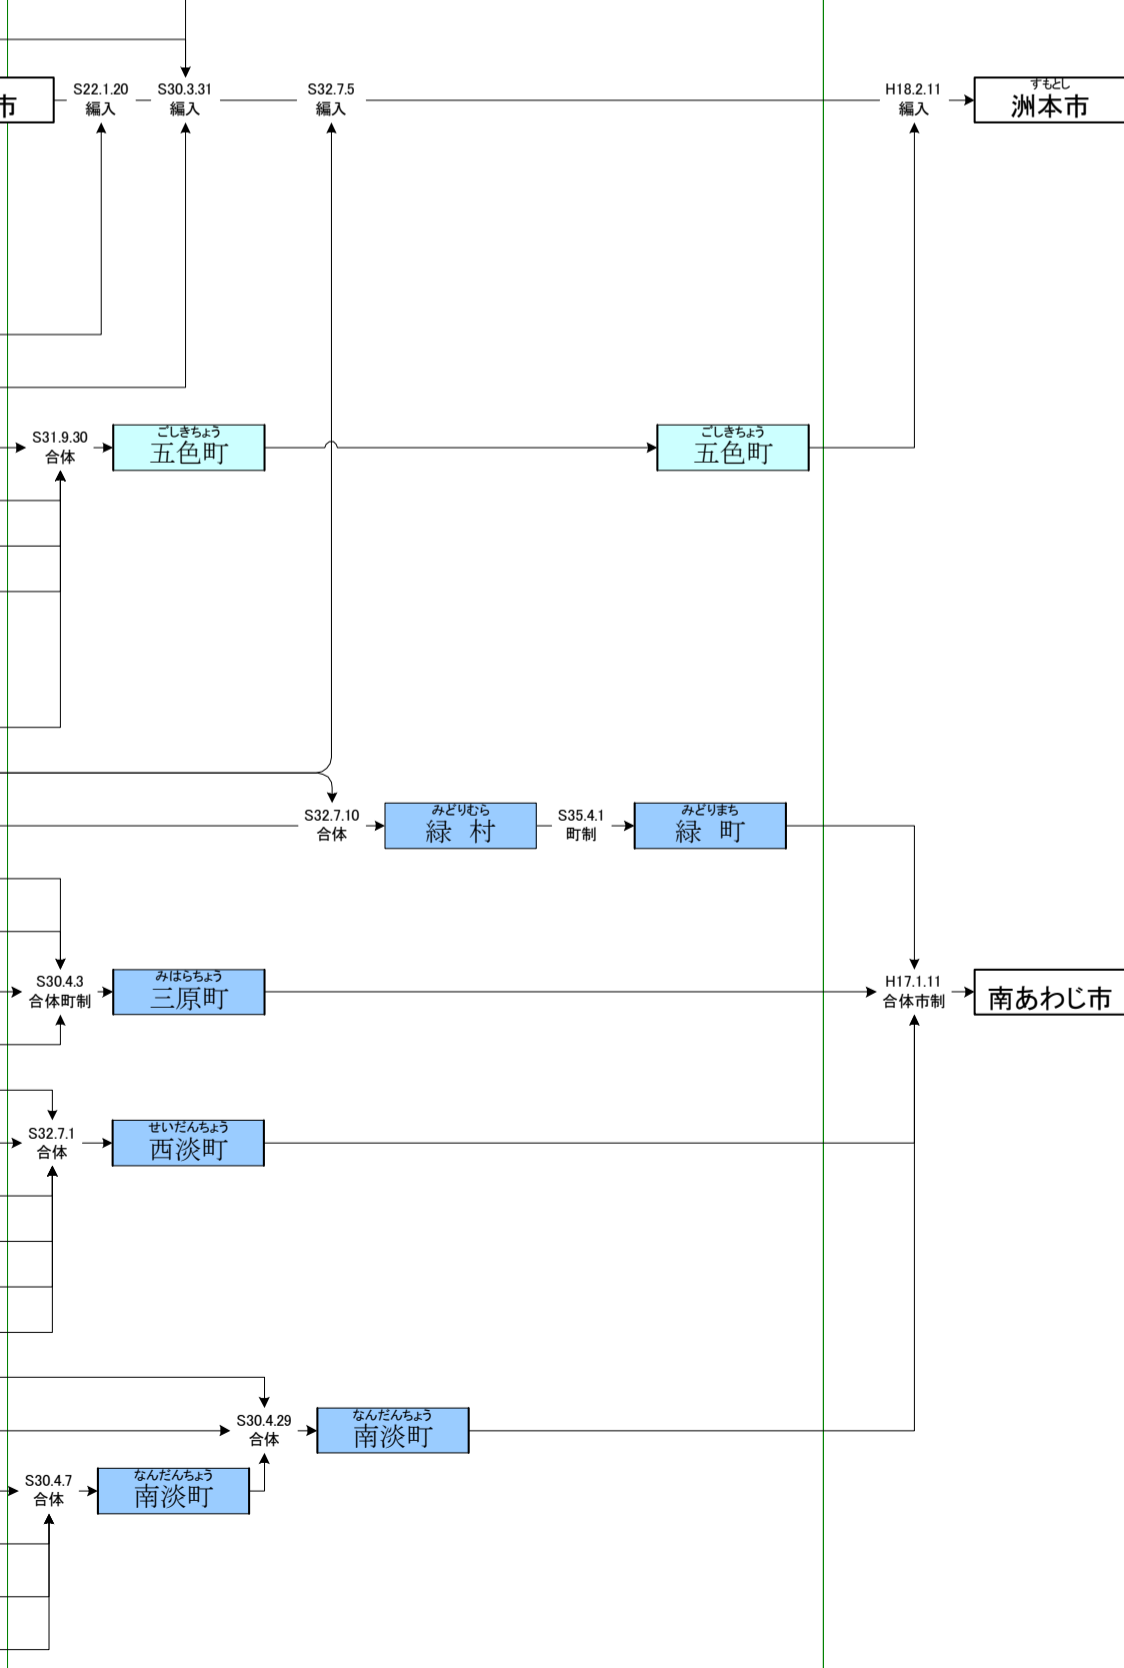 市
S22.1.20
編入
S30.3.31
編入
S32.7.5
編入
H18.2.11
編入
すもとし
洲本市
S31.9.30
合体
ごしきちょう
五色町
ごしきちょう
五色町
S32.7.10
合体
みどりむら
緑 村
S35.4.1
町制
みどりまち
緑 町
S30.4.3
合体町制
みはらちょう
三原町
H17.1.11
合体市制
南あわじ市
S32.7.1
合体
せいだんちょう
西淡町
S30.4.29
合体
なんだんちょう
南淡町
S30.4.7
合体
なんだんちょう
南淡町